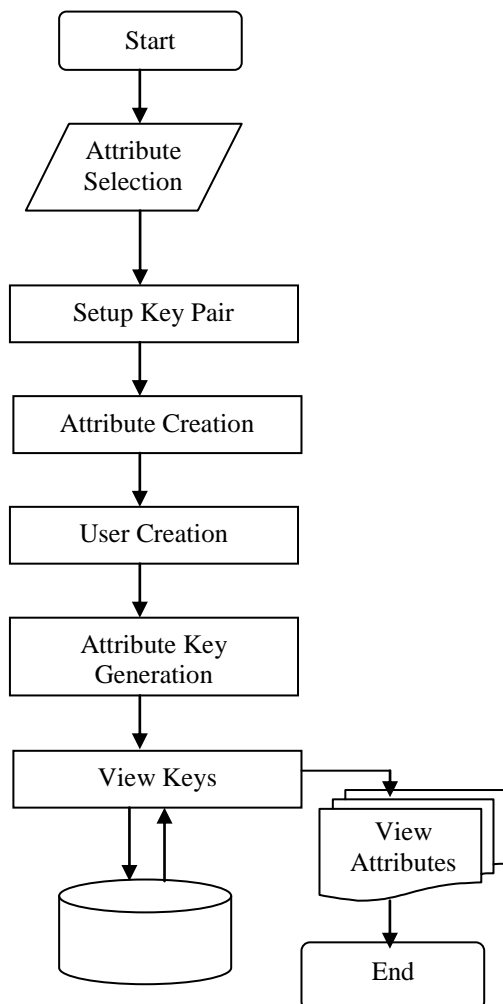 Start
Attribute
Selection
Setup Key Pair
Attribute Creation
User Creation
Attribute Key
Generation
View Keys
View
Attributes
End